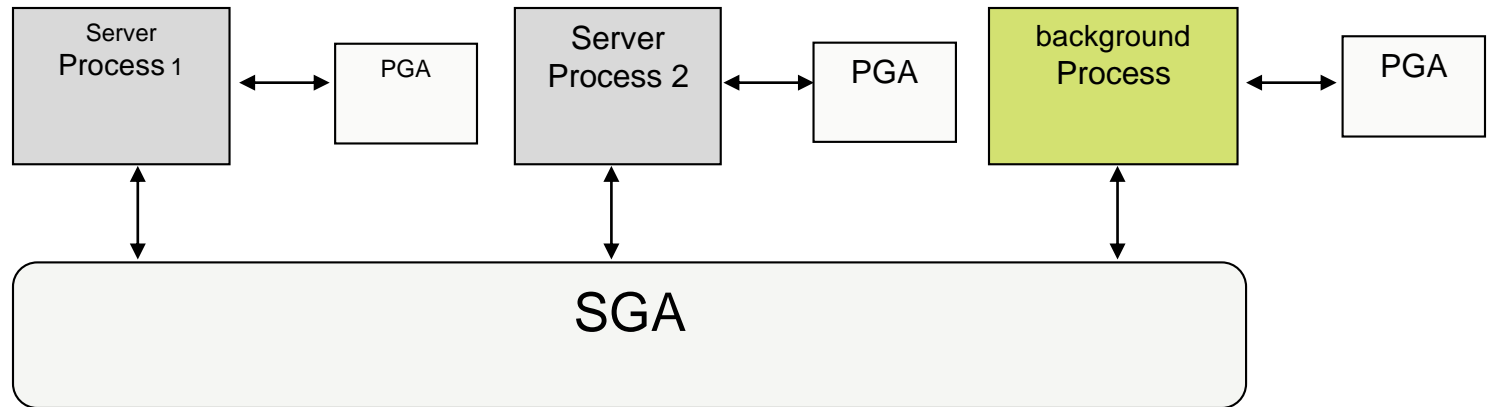 Server
Process 1
PGA
Server
Process 2
PGA
background
Process
PGA
SGA